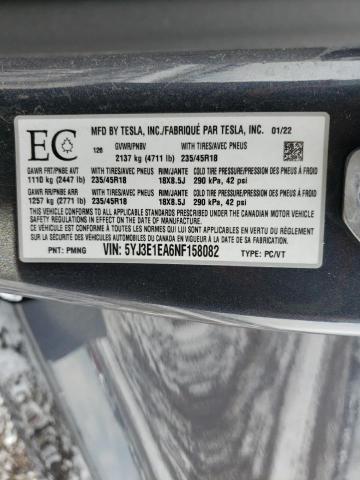 EC
MFD BY TESLA, INC./FABRIQUÉ PAR TESLA, INC. 01/22
126 GVWR/PNBV WITH TIRES/AVEC PNEUS
2137 kg (4711 lb) 235/45R18
GAWR FRT/PNBE AVT WITH TIRES/AVEC PNEUS RIM/JANTE COLD TIRE PRESSURE/PRESSION DES PNEUS À FROID
1110 kg (2447 lb) 235/45R18 18X8.5J 290 kPa, 42 psi
GAWR RR/PNBE ARR WITH TIRES/AVEC PNEUS RIM/JANTE COLD TIRE PRESSURE/PRESSION DES PNEUS À FROID
1257 kg (2771 lb) 235/45R18 18X8.5J 290 kPa, 42 psi
THIS VEHICLE CONFORMS TO ALL APPLICABLE STANDARDS PRESCRIBED UNDER THE CANADIAN MOTOR VEHICLE
SAFETY REGULATIONS IN EFFECT ON THE DATE OF MANUFACTURE.
CE VÉHICULE EST CONFORME À TOUTES LES NORMES QUI LUI SONT APPLICABLES EN VERTU DU RÈGLEMENT
SUR LA SÉCURITÉ DES VÉHICULES AUTOMOBILES DU CANADA EN VIGUEUR À LA DATE DE SA FABRICATION.
PNT: PMNG VIN: 5YJ3E1EA6NF158082 TYPE: PC/VT